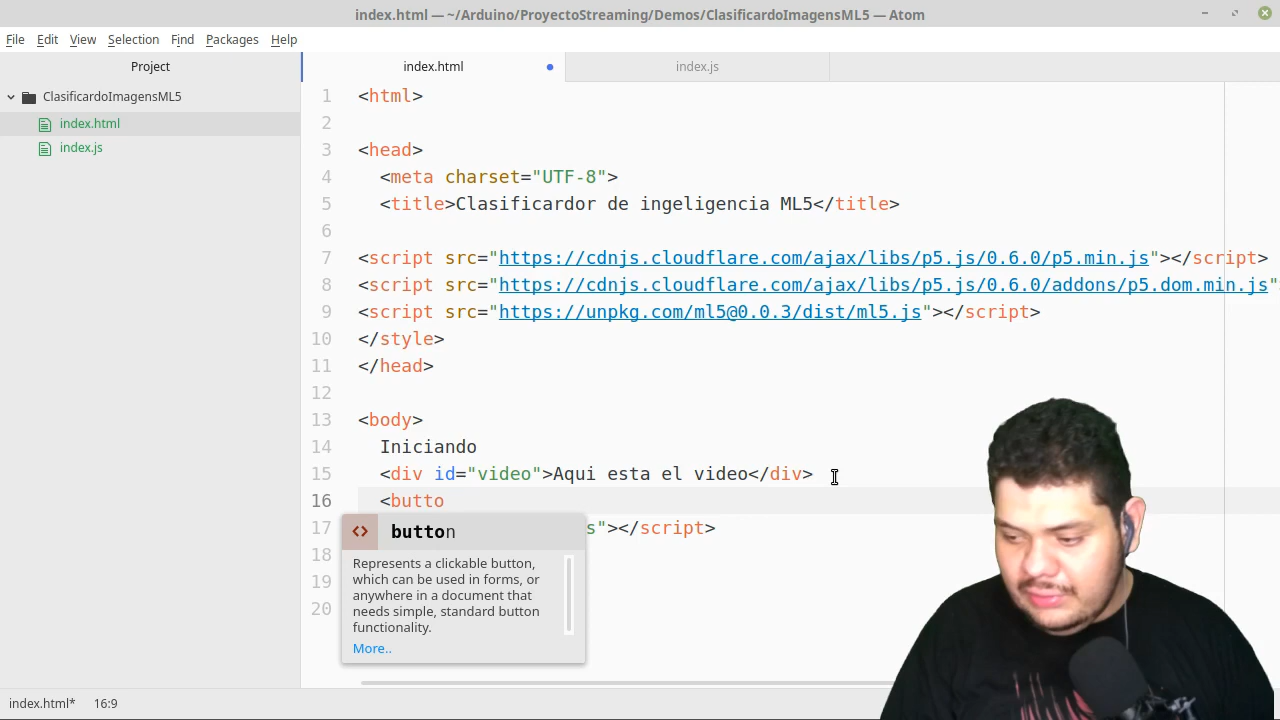 index.html — ~/Arduino/ProyectoStreaming/Demos/ClasificardoImagensML5 — Atom
File Edit View Selection Find Packages Help
Project
index.html
index.js
ClasificardoImagensML5
index.html
index.js
1 <html>
2
3 <head>
4 <meta charset="UTF-8">
5 <title>Clasificardor de ingeligencia ML5</title>
6
7 <script src="https://cdnjs.cloudflare.com/ajax/libs/p5.js/0.6.0/p5.min.js"></script>
8 <script src="https://cdnjs.cloudflare.com/ajax/libs/p5.js/0.6.0/addons/p5.dom.min.js"
9 <script src="https://unpkg.com/ml5@0.0.3/dist/ml5.js"></script>
10 </style>
11 </head>
12
13 <body>
14 Iniciando
15 <div id="video">Aqui esta el video</div>
16 <butto
17 s"></script>
18
19
20
<> button
Represents a clickable button,
which can be used in forms, or
anywhere in a document that
needs simple, standard button
functionality.
More..
index.html* 16:9